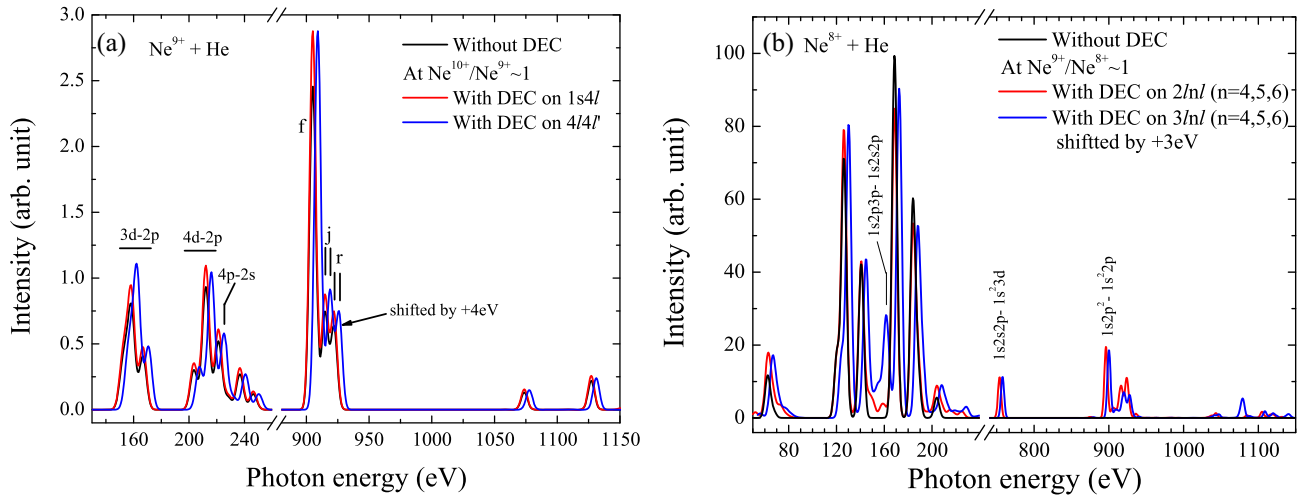 (a)
Ne9+ + He
Without DEC
At Ne10+/Ne9+~1
With DEC on 1s4l
With DEC on 4l4l'
f
j
r
3d-2p
4d-2p
4p-2s
shifted by +4eV
Intensity (arb. unit)
3.0
2.5
2.0
1.5
1.0
0.5
0.0
160 200 240 900 950 1000 1050 1100 1150
Photon energy (eV)
(b)
Ne8+ + He
Without DEC
At Ne9+/Ne8+~1
With DEC on 2lnl (n=4,5,6)
With DEC on 3lnl (n=4,5,6)
shiftted by +3eV
1s2p3p- 1s2s2p
1s2s2p- 1s23d
1s2p2- 1s22p
Intensity (arb. unit)
100
80
60
40
20
0
80 120 160 200 800 900 1000 1100
Photon energy (eV)